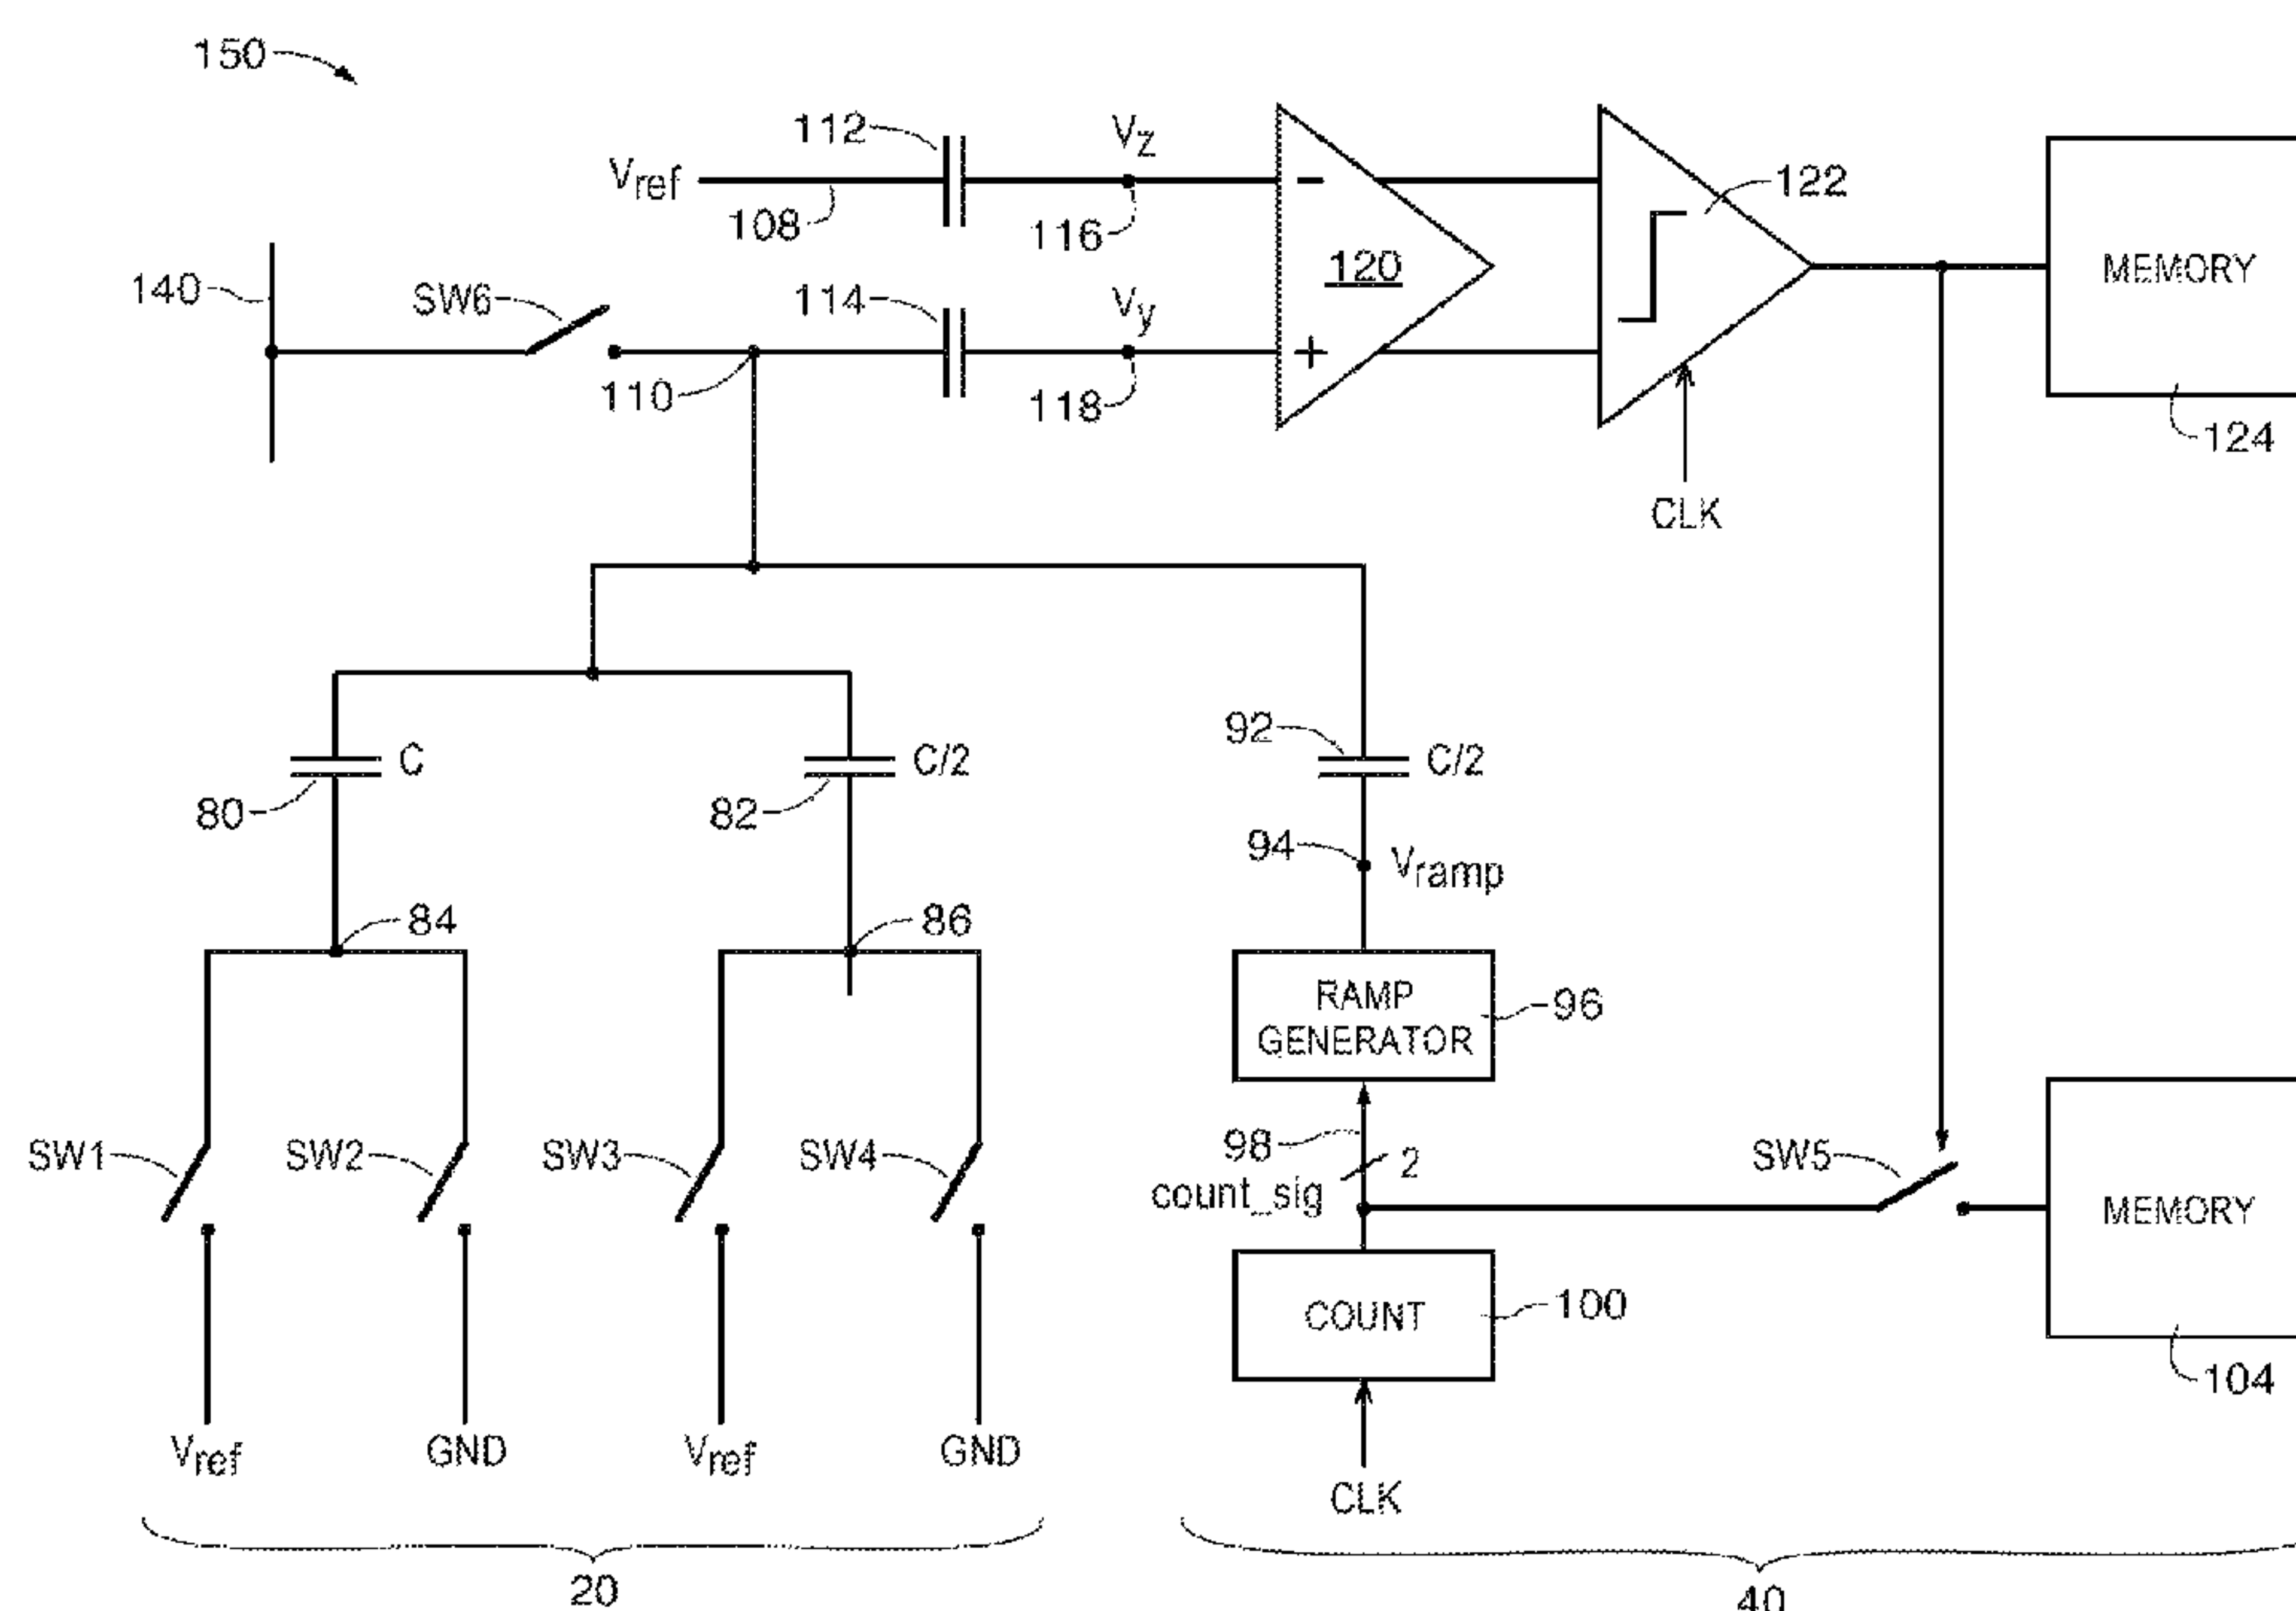 150
112
Vz
Vref
108
116
122
MEMORY
140
SW6
114
Vy
-
120
+
110
118
124
CLK
C
C/2
92
C/2
80
82
94
Vramp
84
86
RAMP
GENERATOR
96
SW1
SW2
SW3
SW4
98
2
count_sig
SW5
MEMORY
COUNT
100
104
Vref
GND
Vref
GND
CLK
20
40